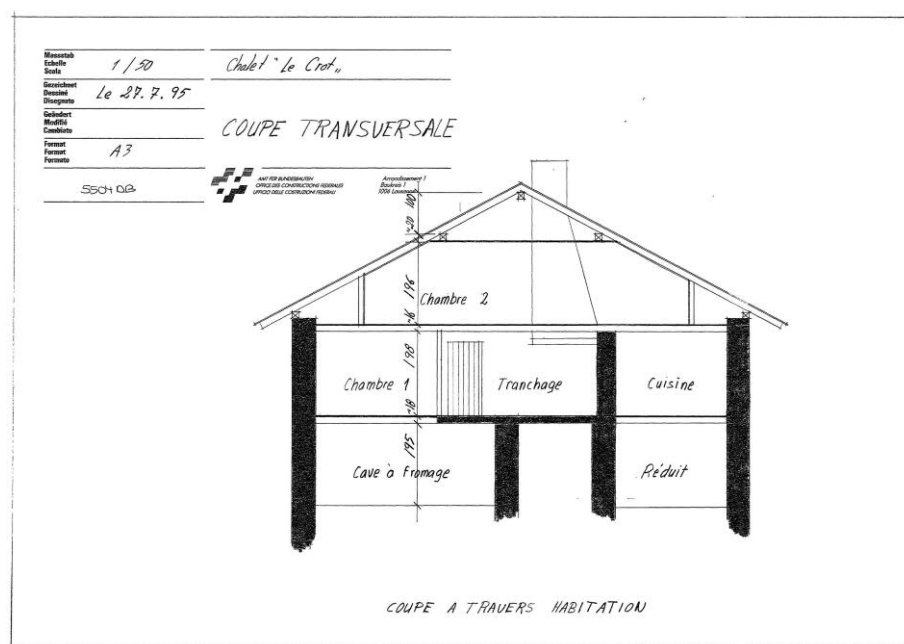 Massstab
Echelle
Scala
1/50
Chalet "Le Crot„
Gezeichnet
Dessiné
Disegnato
Le 27.7.95
Geändert
Modifié
Cambiato
COUPE TRANSVERSALE
Format
Format
Formato
A3
5504 DB
AMT FÜR BUNDESBAUTEN
OFFICE DES CONSTRUCTIONS FEDERALES
UFFICIO DELLE COSTRUZIONI FEDERALI
Arrondissement 1
1006 Lausanne
100
~20
196
Chambre 2
~16
198
Chambre 1
Tranchage
Cuisine
~18
195
Cave à fromage
Réduit
COUPE A TRAVERS HABITATION